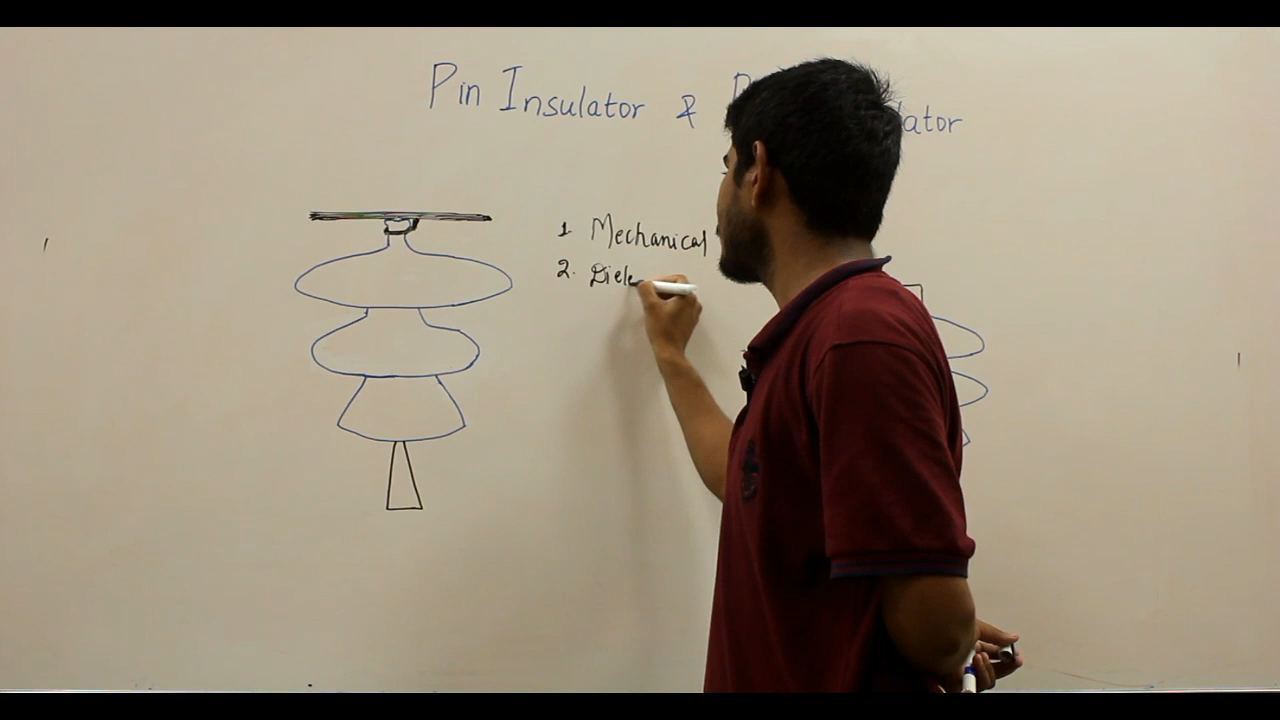 Pin Insulator & lator
1. Mechanical
2. Diele